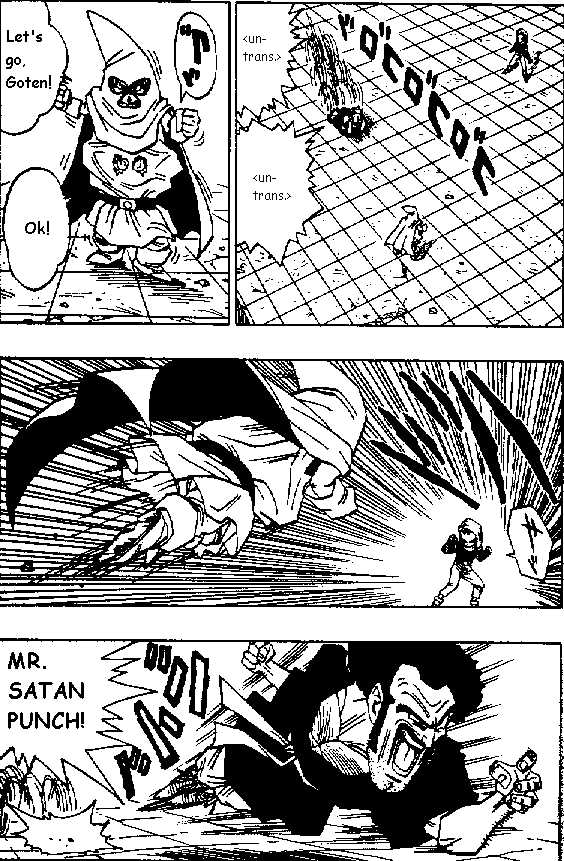 Let's
go,
Goten!
Ok!
<un-
trans.>
<un-
trans.>
MR.
SATAN
PUNCH!